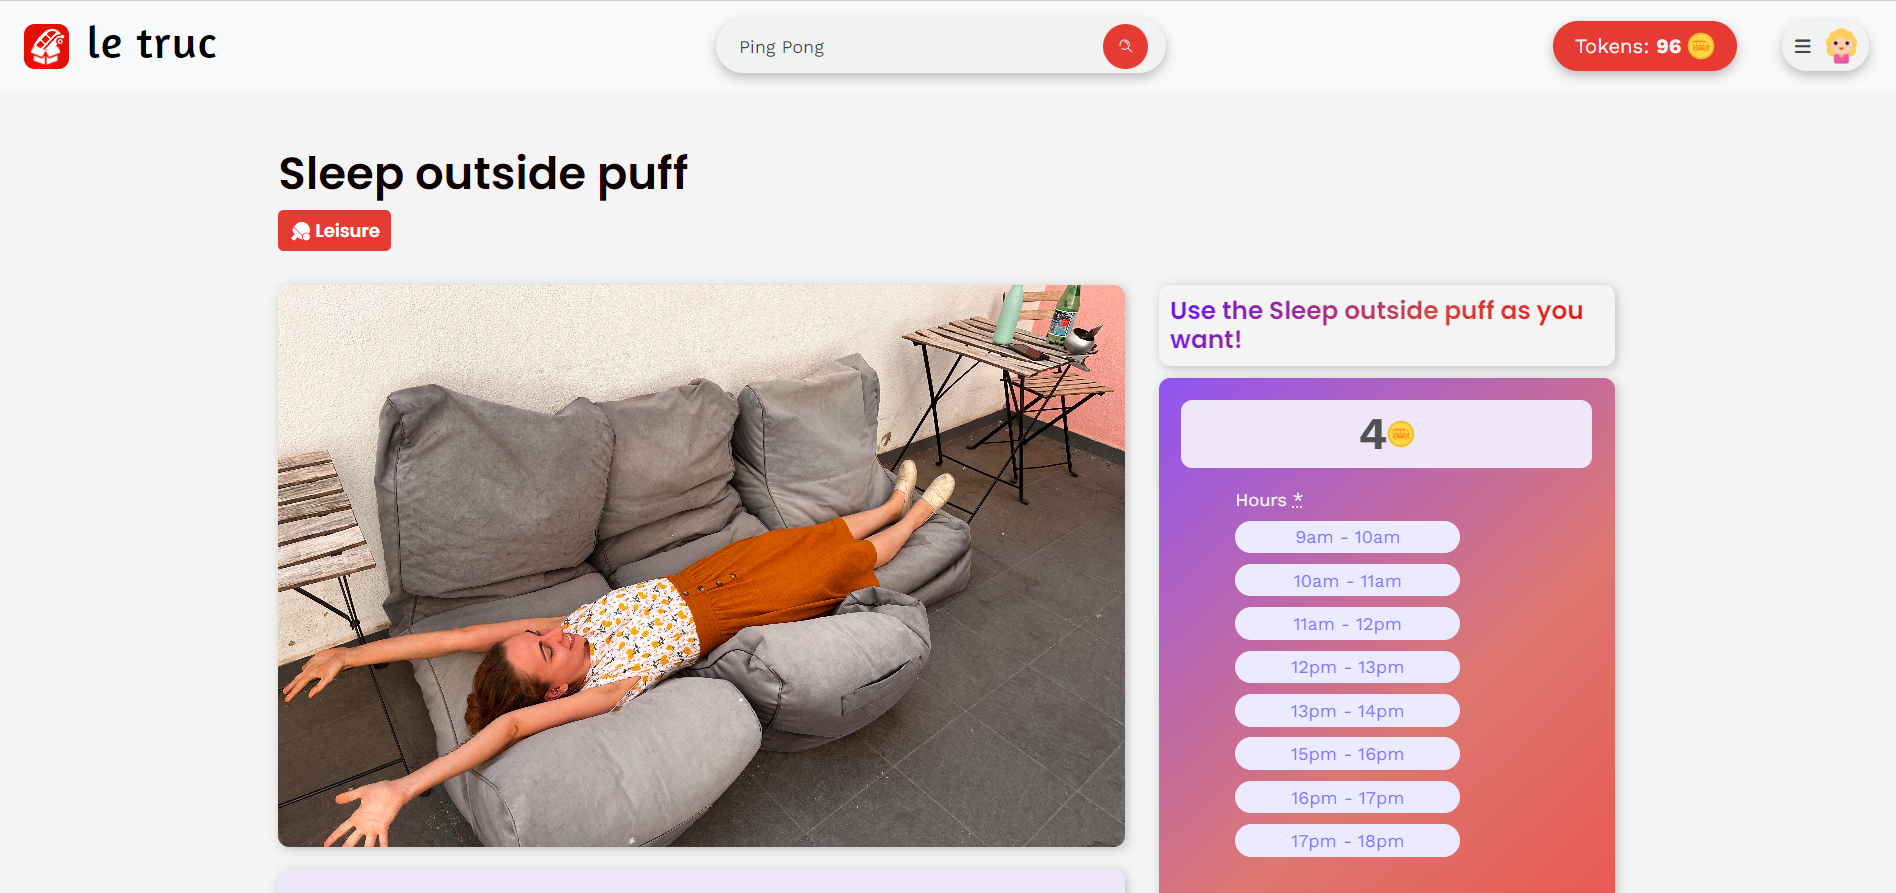 le truc
Ping Pong
Tokens: 96
Sleep outside puff
Leisure
Use the Sleep outside puff as you
want!
4
Hours *
9am - 10am
10am - 11am
11am - 12pm
12pm - 13pm
13pm - 14pm
15pm - 16pm
16pm - 17pm
17pm - 18pm